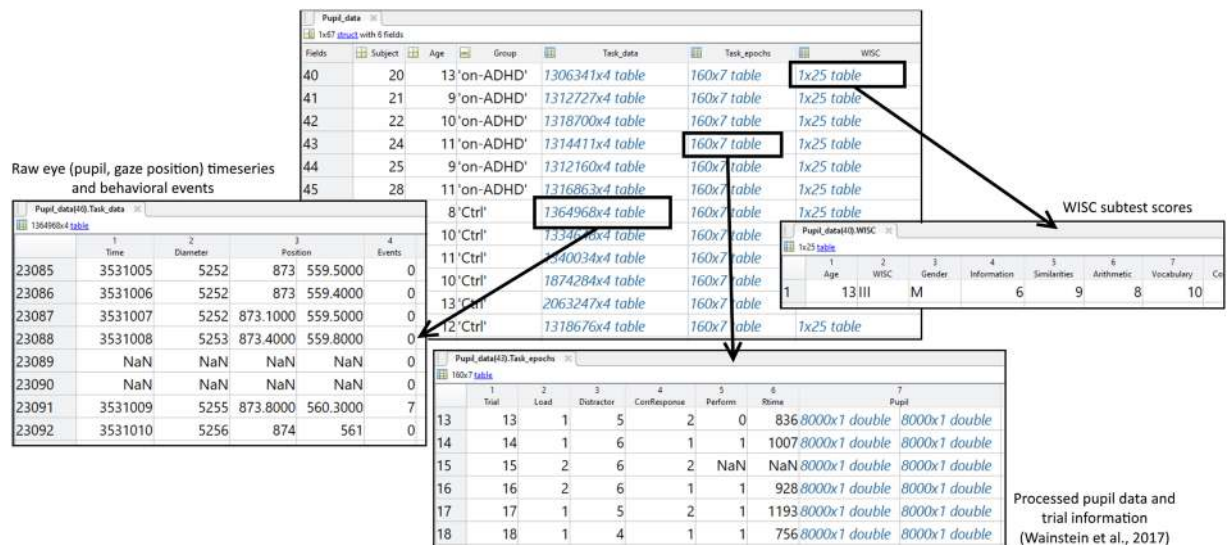 Pupil_data
1x67 struct with 6 fields
Fields Subject Age Group Task_data Task_epochs WISC
40 20 13 'on-ADHD' 1306341x4 table 160x7 table 1x25 table
41 21 9 'on-ADHD' 1312727x4 table 160x7 table 1x25 table
42 22 10 'on-ADHD' 1318700x4 table 160x7 table 1x25 table
43 24 11 'on-ADHD' 1314411x4 table 160x7 table 1x25 table
44 25 9 'on-ADHD' 1312160x4 table 160x7 table 1x25 table
45 28 11 'on-ADHD' 1316863x4 table 160x7 table 1x25 table
8 'Ctrl' 1364968x4 table 160x7 table 1x25 table
10 'Ctrl' 160x7 table
11 'Ctrl' 160x7 table
10 'Ctrl' 1874284x4 table 160x7 table
13 'Ctrl' 2063247x4 table 160x7 table
12 'Ctrl' 1318676x4 table 160x7 table 1x25 table
Raw eye (pupil, gaze position) timeseries
and behavioral events
Pupil_data(46).Task_data
1364968x4 table
1 2 3 4
Time Diameter Position Events
23085 3531005 5252 873 559.5000 0
23086 3531006 5252 873 559.4000 0
23087 3531007 5252 873.1000 559.5000 0
23088 3531008 5253 873.4000 559.8000 0
23089 NaN NaN NaN NaN 0
23090 NaN NaN NaN NaN 0
23091 3531009 5255 873.8000 560.3000 7
23092 3531010 5256 874 561 0
WISC subtest scores
Pupil_data(40).WISC
1x25 table
1 2 3 4 5 6 7
Age WISC Gender Information Similarities Arithmetic Vocabulary Co
1 13 III M 6 9 8 10
Pupil_data(43).Task_epochs
160x7 table
1 2 3 4 5 6 7
Trial Load Distractor CorrResponse Perform Rtime Pupil
13 13 1 5 2 0 836 8000x1 double 8000x1 double
14 14 1 6 1 1 1007 8000x1 double 8000x1 double
15 15 2 6 2 NaN NaN 8000x1 double 8000x1 double
16 16 2 6 1 1 928 8000x1 double 8000x1 double
17 17 1 5 2 1 1193 8000x1 double 8000x1 double
18 18 1 4 1 1 756 8000x1 double 8000x1 double
Processed pupil data and
trial information
(Wainstein et al., 2017)